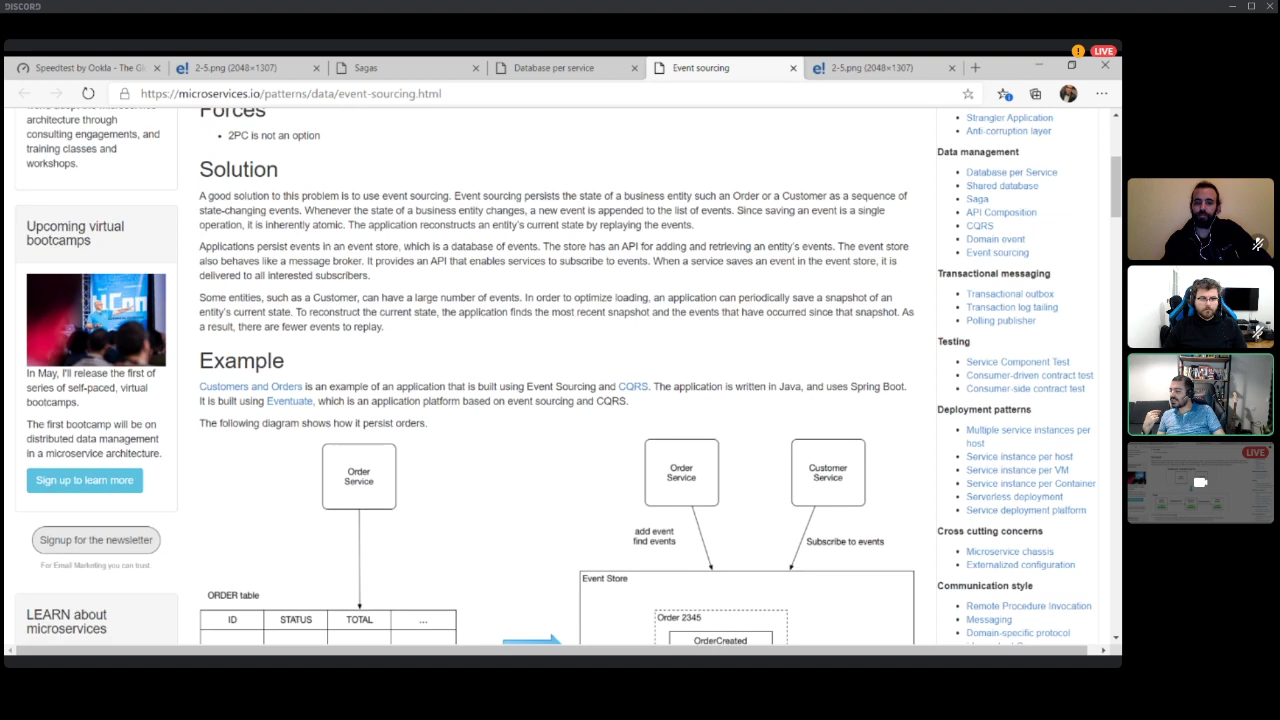 DISCORD
LIVE
Speedtest by Ookla - The Gl
2-5.png (2048×1307)
Sagas
Database per service
Event sourcing
2-5.png (2048×1307)
https://microservices.io/patterns/data/event-sourcing.html
architecture through
consulting engagements, and
training classes and
workshops.
Upcoming virtual
bootcamps
In May, I'll release the first of
series of self-paced, virtual
bootcamps.
The first bootcamp will be on
distributed data management
in a microservice architecture.
Sign up to learn more
Signup for the newsletter
For Email Marketing you can trust.
LEARN about
microservices
Forces
2PC is not an option
Solution
A good solution to this problem is to use event sourcing. Event sourcing persists the state of a business entity such an Order or a Customer as a sequence of
state-changing events. Whenever the state of a business entity changes, a new event is appended to the list of events. Since saving an event is a single
operation, it is inherently atomic. The application reconstructs an entity's current state by replaying the events.
Applications persist events in an event store, which is a database of events. The store has an API for adding and retrieving an entity's events. The event store
also behaves like a message broker. It provides an API that enables services to subscribe to events. When a service saves an event in the event store, it is
delivered to all interested subscribers.
Some entities, such as a Customer, can have a large number of events. In order to optimize loading, an application can periodically save a snapshot of an
entity's current state. To reconstruct the current state, the application finds the most recent snapshot and the events that have occurred since that snapshot. As
a result, there are fewer events to replay.
Example
Customers and Orders is an example of an application that is built using Event Sourcing and CQRS. The application is written in Java, and uses Spring Boot.
It is built using Eventuate, which is an application platform based on event sourcing and CQRS.
The following diagram shows how it persist orders.
Order
Service
ORDER table
ID STATUS TOTAL ...
Order
Service
Customer
Service
add event
find events
Subscribe to events
Event Store
Order 2345
OrderCreated
Strangler Application
Anti-corruption layer
Data management
Database per Service
Shared database
Saga
API Composition
CQRS
Domain event
Event sourcing
Transactional messaging
Transactional outbox
Transaction log tailing
Polling publisher
Testing
Service Component Test
Consumer-driven contract test
Consumer-side contract test
Deployment patterns
Multiple service instances per
host
Service instance per host
Service instance per VM
Service instance per Container
Serverless deployment
Service deployment platform
Cross cutting concerns
Microservice chassis
Externalized configuration
Communication style
Remote Procedure Invocation
Messaging
Domain-specific protocol
LIVE